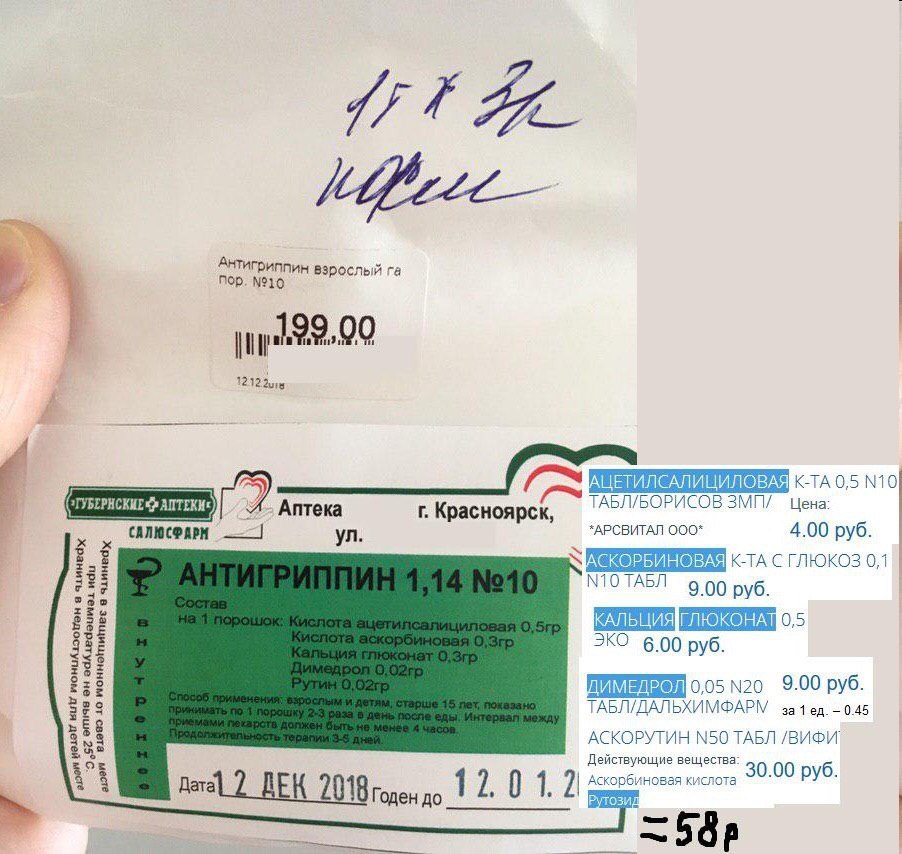 1т х 3р
Антигриппин взрослый га
пор. №10
199,00
12.12.2018
ГУБЕРНСКИЕ АПТЕКИ
САЛЮСФАРМ
Аптека г. Красноярск,
ул.
Хранить в защищенном от света месте
при температуре не выше 25°С.
Хранить в недоступном для детей месте
внутреннее
АНТИГРИППИН 1,14 №10
Состав
на 1 порошок: Кислота ацетилсалициловая 0,5гр
Кислота аскорбиновая 0,3гр
Кальция глюконат 0,3гр
Димедрол 0,02гр
Рутин 0,02гр
Способ применения: взрослым и детям, старше 15 лет, показано
принимать по 1 порошку 2-3 раза в день после еды. Интервал между
приемами лекарств должен быть не менее 4 часов.
Продолжительность терапии 3-5 дней.
Дата 12 ДЕК 2018 Годен до 12. 0 1. 2
АЦЕТИЛСАЛИЦИЛОВАЯ К-ТА 0,5 N10
ТАБЛ/БОРИСОВ ЗМП/ Цена:
*АРСВИТАЛ ООО* 4.00 руб.
АСКОРБИНОВАЯ К-ТА С ГЛЮКОЗ 0,1
N10 ТАБЛ 9.00 руб.
КАЛЬЦИЯ ГЛЮКОНАТ 0,5
ЭКО 6.00 руб.
ДИМЕДРОЛ 0,05 N20 9.00 руб.
ТАБЛ/ДАЛЬХИМФАРМ за 1 ед. – 0.45
АСКОРУТИН N50 ТАБЛ /ВИФИТ
Действующие вещества:
Аскорбиновая кислота 30.00 руб.
Рутозид
=58р